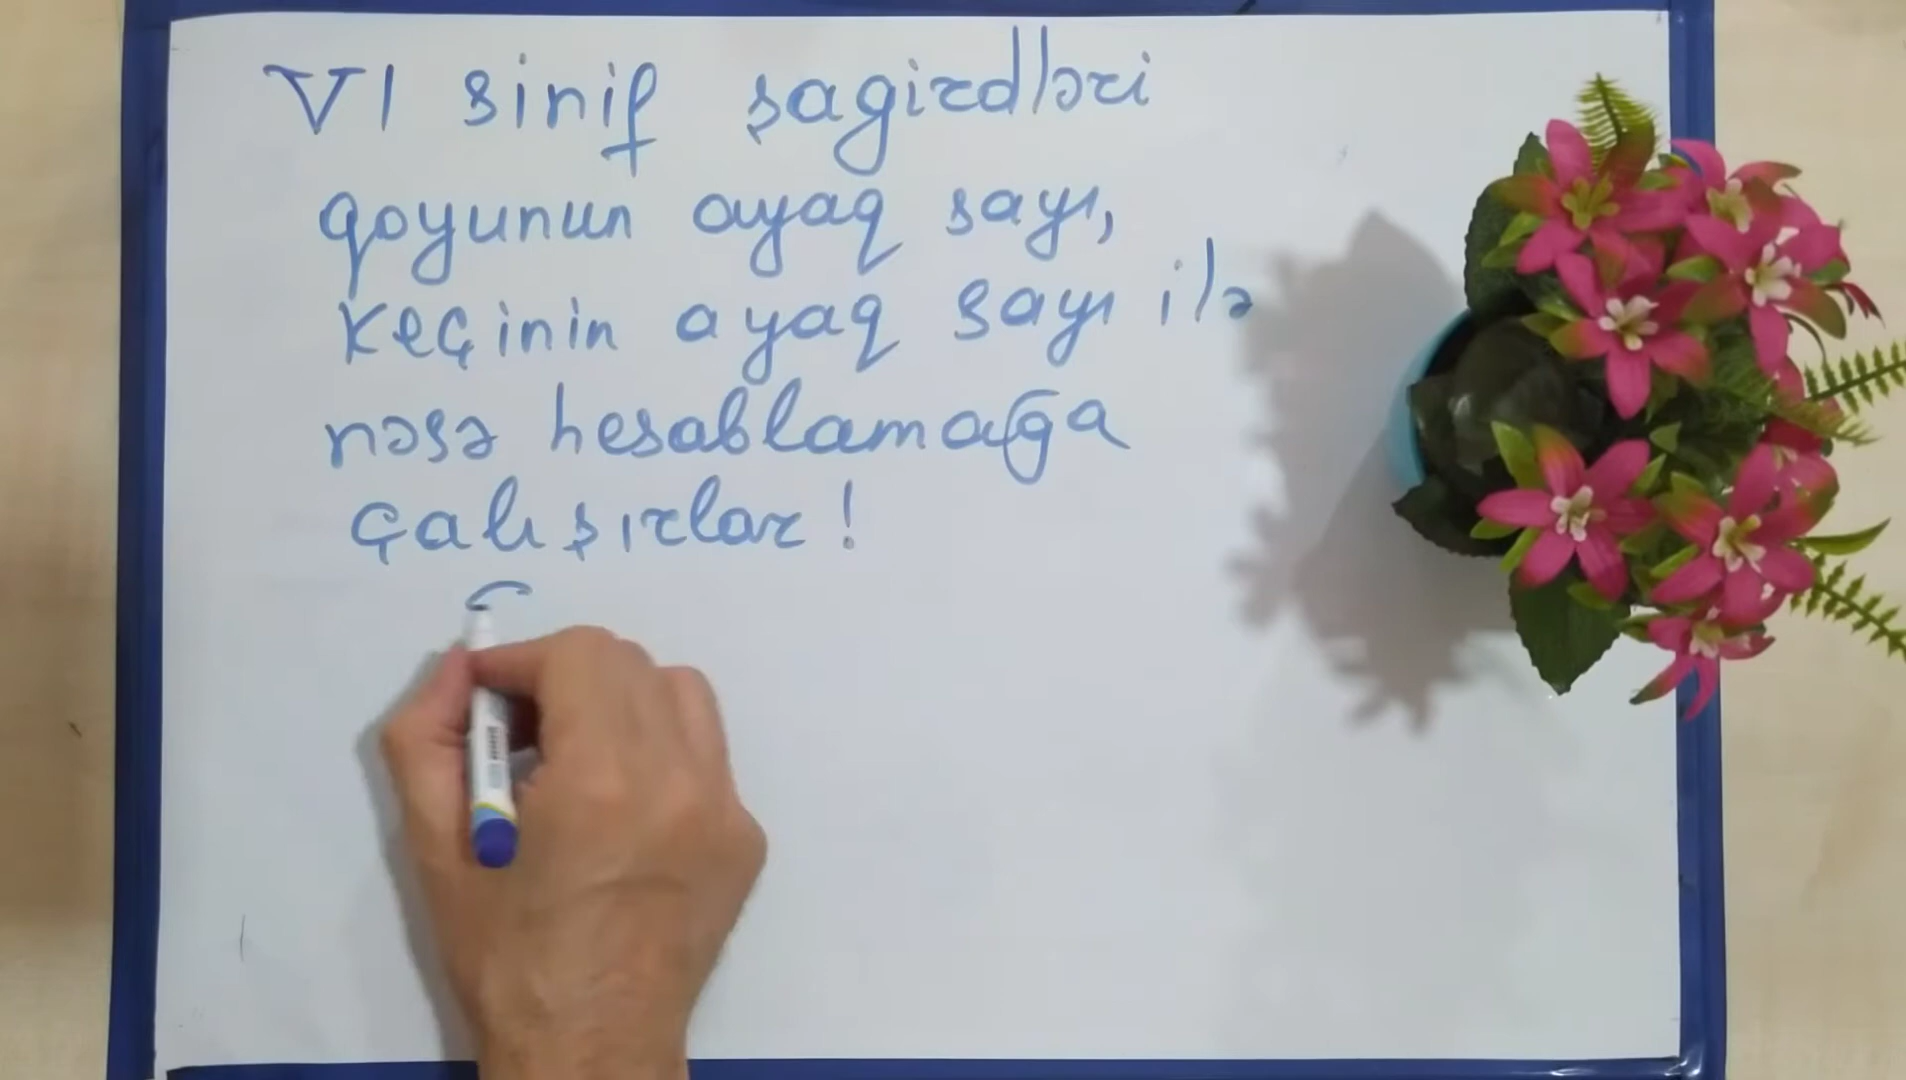 VI sinif şagirdləri
qoyunun ayaq sayı,
keçinin ayaq sayı ilə
nəsə hesablamağa
çalışırlar!